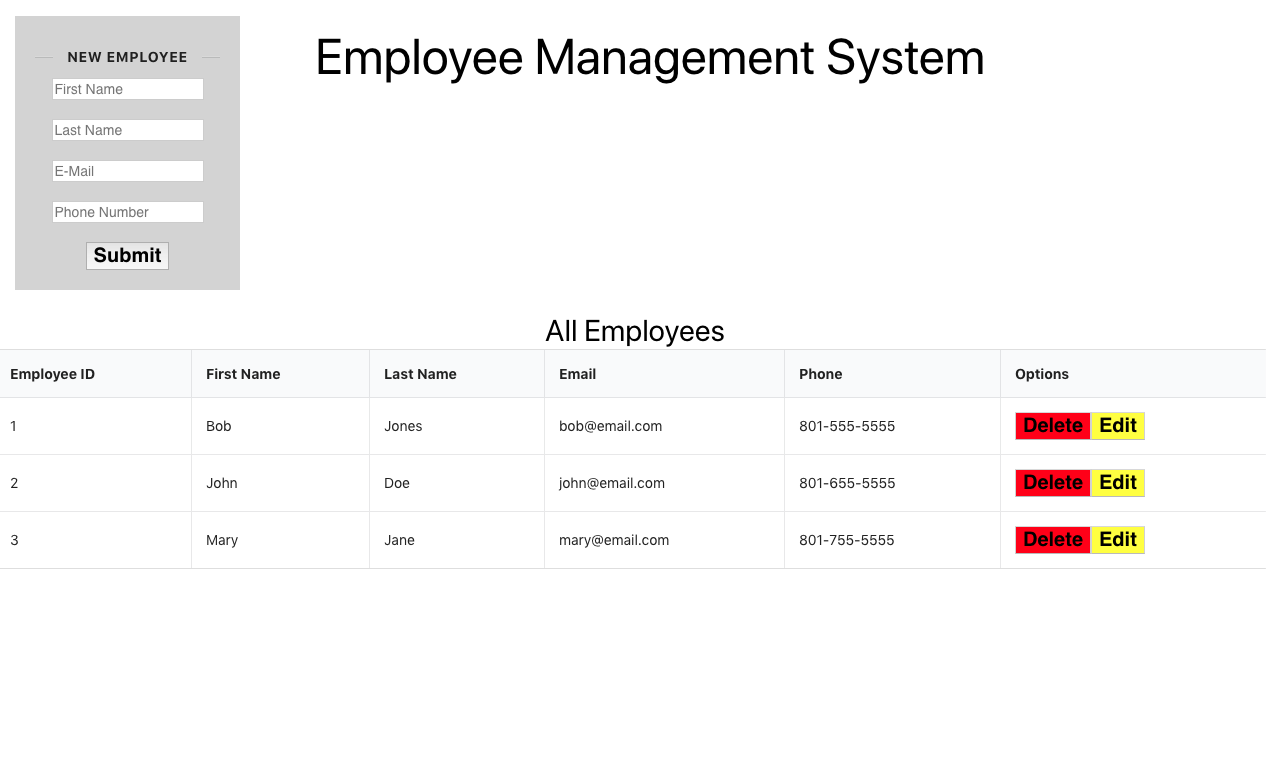 NEW EMPLOYEE
First Name
Last Name
E-Mail
Phone Number
Submit
Employee Management System
All Employees
Employee ID First Name Last Name Email Phone Options
1 Bob Jones bob@email.com 801-555-5555 Delete Edit
2 John Doe john@email.com 801-655-5555 Delete Edit
3 Mary Jane mary@email.com 801-755-5555 Delete Edit